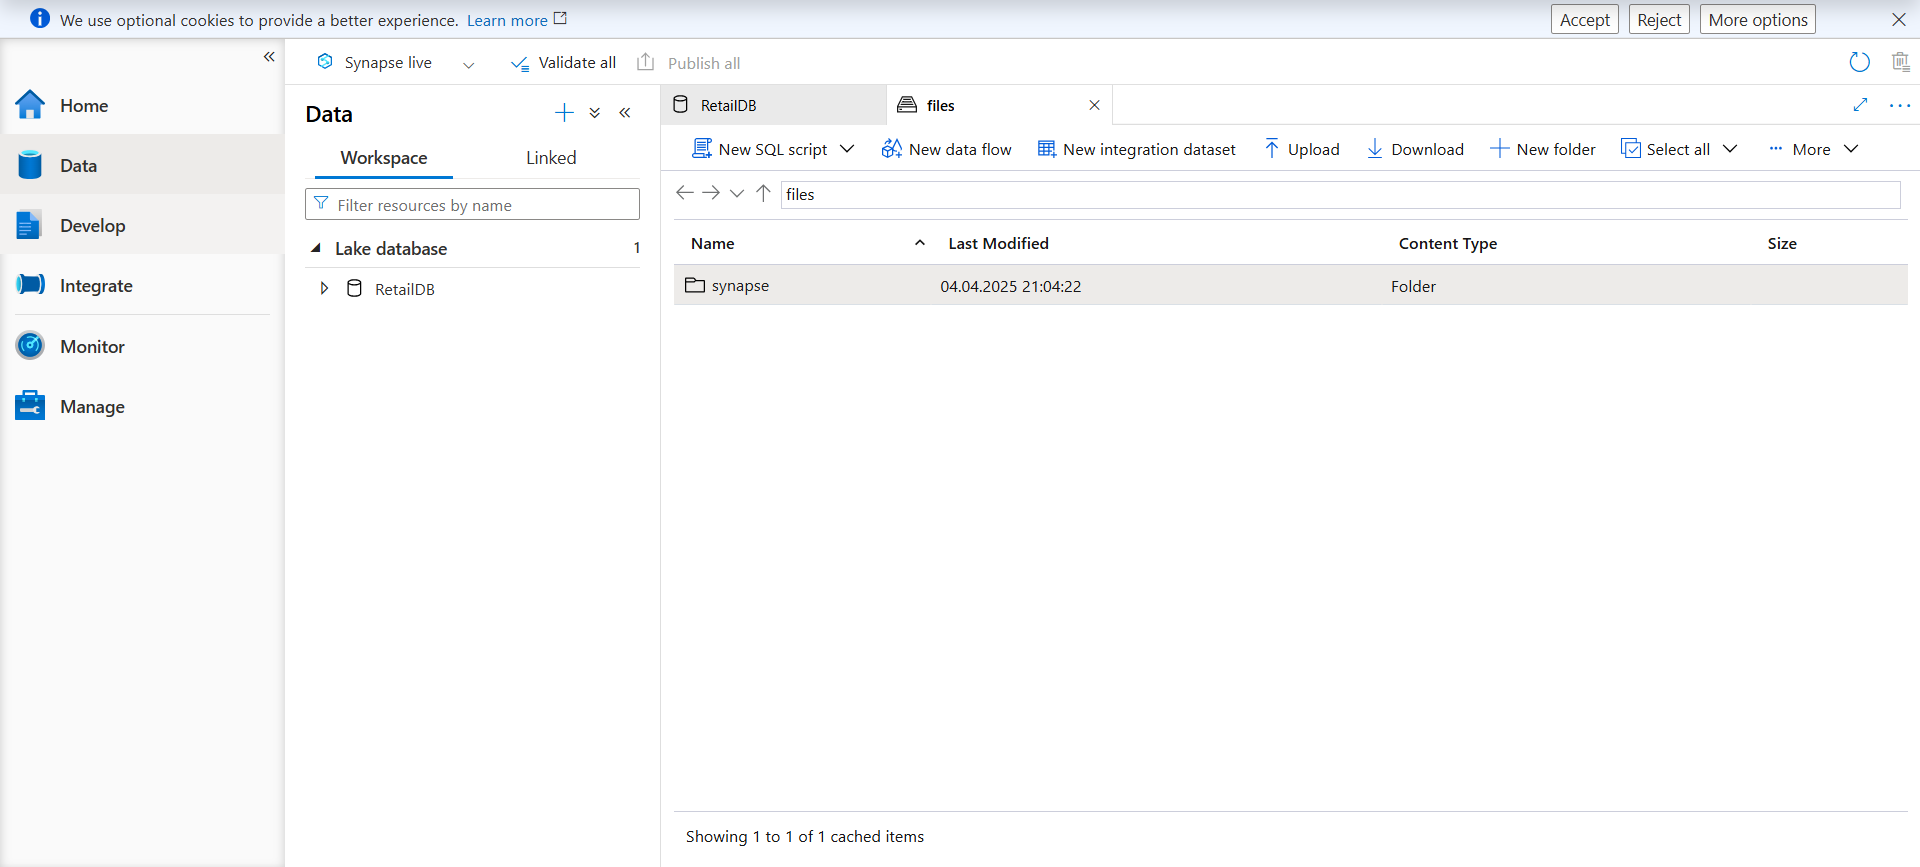 We use optional cookies to provide a better experience. Learn more
Accept
Reject
More options
Synapse live
Validate all
Publish all
Home
Data
Develop
Integrate
Monitor
Manage
Data
Workspace
Linked
Filter resources by name
Lake database 1
RetailDB
RetailDB
files
New SQL script
New data flow
New integration dataset
Upload
Download
New folder
Select all
More
files
Name Last Modified Content Type Size
synapse 04.04.2025 21:04:22 Folder
Showing 1 to 1 of 1 cached items